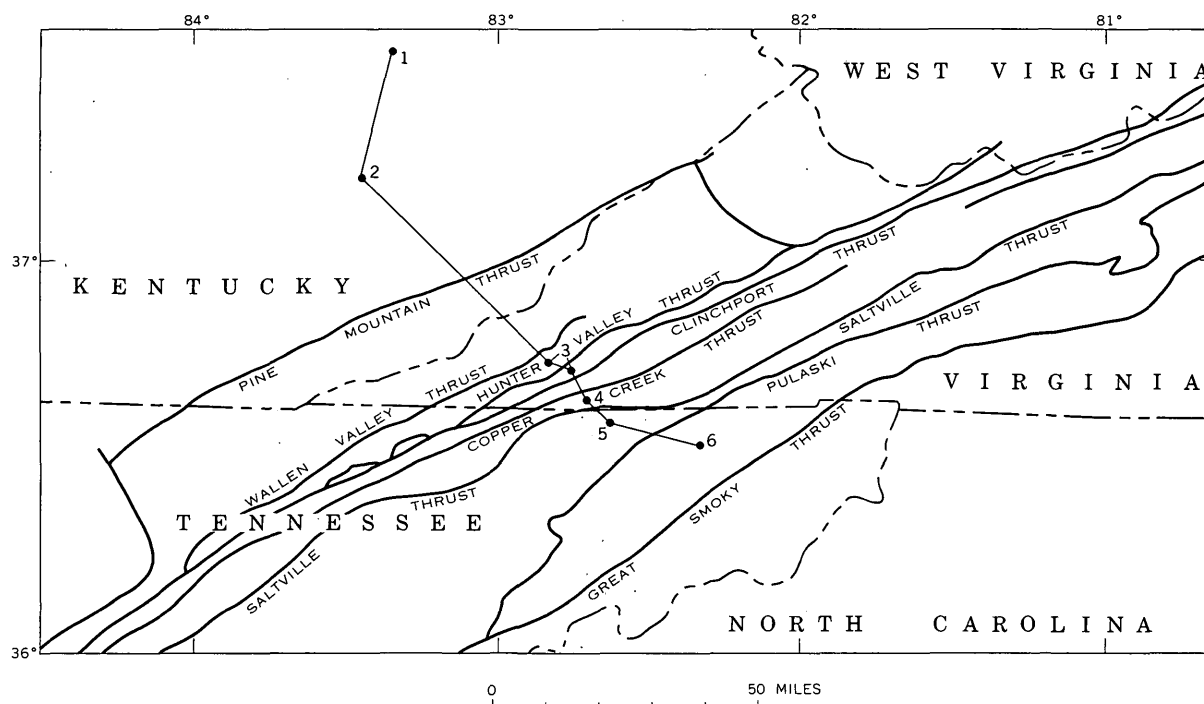 84° 83° 82° 81°
1
WEST VIRGINIA
2
37°
KENTUCKY
PINE MOUNTAIN THRUST
WALLEN VALLEY THRUST
HUNTER VALLEY THRUST
CLINCHPORT THRUST
COPPER CREEK THRUST
SALTVILLE THRUST
PULASKI THRUST
3
4
5
6
VIRGINIA
TENNESSEE
SALTVILLE THRUST
GREAT SMOKY THRUST
NORTH CAROLINA
36°
0 50 MILES